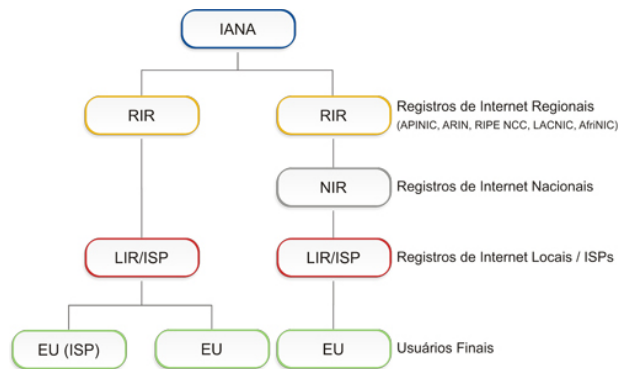 IANA
RIR
RIR
Registros de Internet Regionais
(APINIC, ARIN, RIPE NCC, LACNIC, AfriNIC)
NIR
Registros de Internet Nacionais
LIR/ISP
LIR/ISP
Registros de Internet Locais / ISPs
EU (ISP)
EU
EU
Usuários Finais